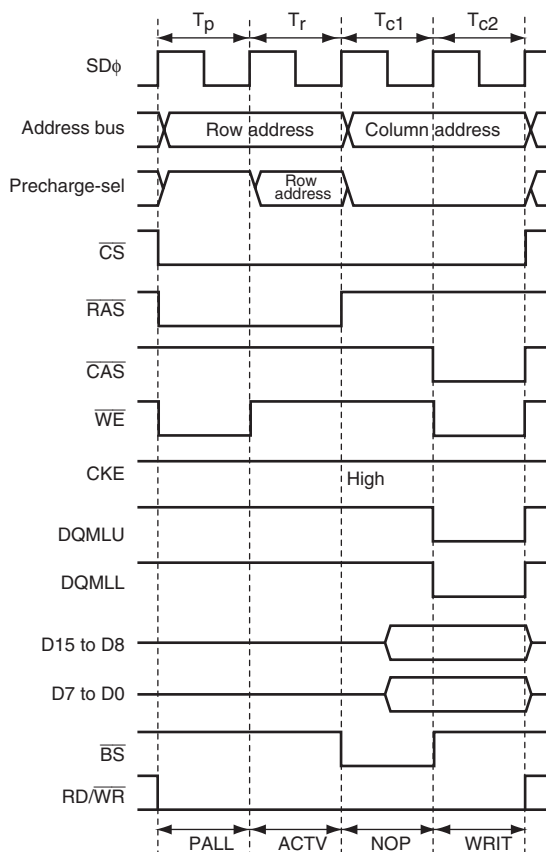 Tp Tr Tc1 Tc2
SDϕ
Address bus Row address Column address
Precharge-sel Row
address
CS
RAS
CAS
WE
CKE High
DQMLU
DQMLL
D15 to D8
D7 to D0
BS
RD/WR
PALL ACTV NOP WRIT